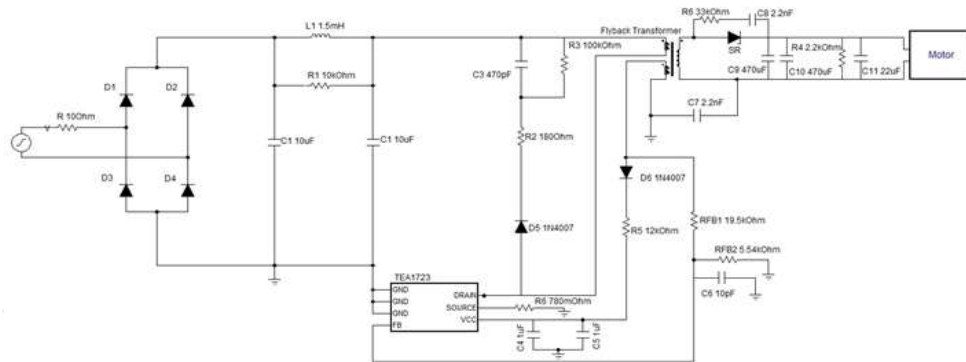 L1 1.5mH
R6 33kOhm
C8 2.2nF
Flyback Transformer
SR
R3 100kOhm
C3 470pF
R1 10kOhm
D1
D2
R 10Ohm
C1 10uF
C1 10uF
R2 180Ohm
C9 470uF
C10 470uF
R4 2.2kOhm
C11 22uF
Motor
C7 2.2nF
D3
D4
D6 1N4007
D5 1N4007
R5 12kOhm
RFB1 19.5kOhm
RFB2 5.54kOhm
C6 10pF
TEA1723
GND
GND
GND
FB
DRAIN
SOURCE
VCC
R6 780mOhm
C4 1uF
C5 1uF